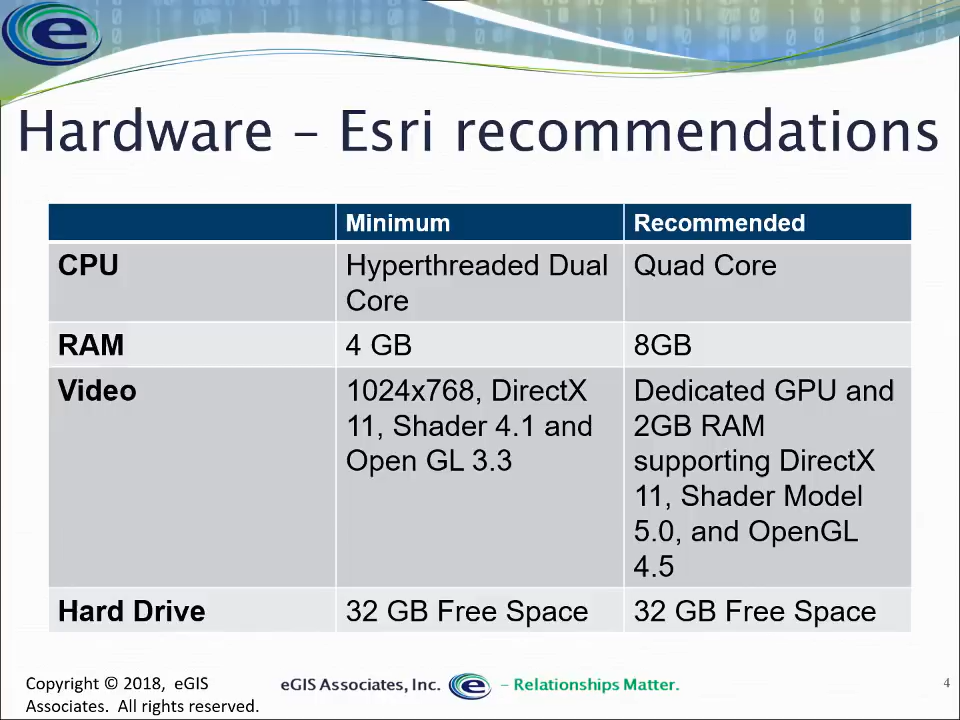 Hardware – Esri recommendations
Minimum Recommended
CPU Hyperthreaded Dual Core Quad Core
RAM 4 GB 8GB
Video 1024x768, DirectX 11, Shader 4.1 and Open GL 3.3 Dedicated GPU and 2GB RAM supporting DirectX 11, Shader Model 5.0, and OpenGL 4.5
Hard Drive 32 GB Free Space 32 GB Free Space
Copyright © 2018, eGIS
Associates. All rights reserved.
eGIS Associates, Inc. e – Relationships Matter.
4